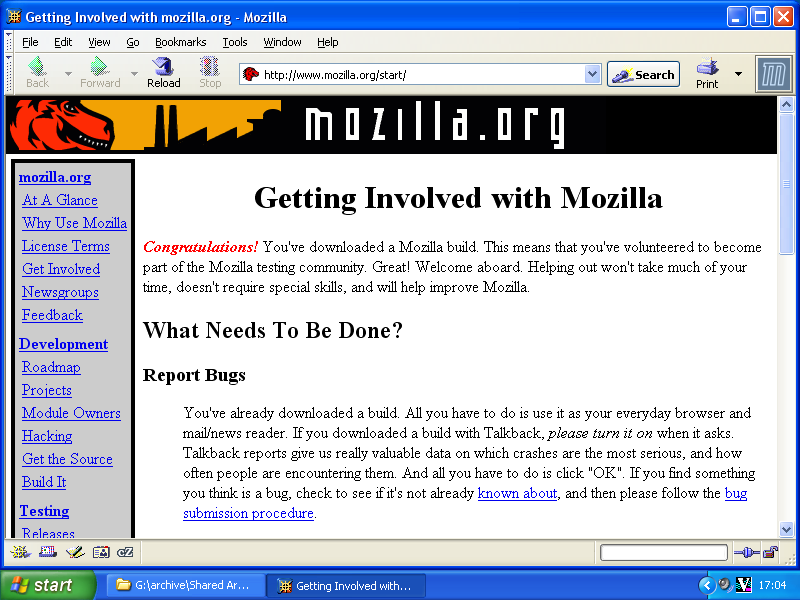 Getting Involved with mozilla.org - Mozilla
File Edit View Go Bookmarks Tools Window Help
Back Forward Reload Stop http://www.mozilla.org/start/ Search Print
mozilla.org
mozilla.org
At A Glance
Why Use Mozilla
License Terms
Get Involved
Newsgroups
Feedback
Development
Roadmap
Projects
Module Owners
Hacking
Get the Source
Build It
Testing
Releases
Getting Involved with Mozilla
Congratulations! You've downloaded a Mozilla build. This means that you've volunteered to become
part of the Mozilla testing community. Great! Welcome aboard. Helping out won't take much of your
time, doesn't require special skills, and will help improve Mozilla.
What Needs To Be Done?
Report Bugs
You've already downloaded a build. All you have to do is use it as your everyday browser and
mail/news reader. If you downloaded a build with Talkback, please turn it on when it asks.
Talkback reports give us really valuable data on which crashes are the most serious, and how
often people are encountering them. And all you have to do is click "OK". If you find something
you think is a bug, check to see if it's not already known about, and then please follow the bug
submission procedure.
start G:\archive\Shared Ar... Getting Involved with... 17:04